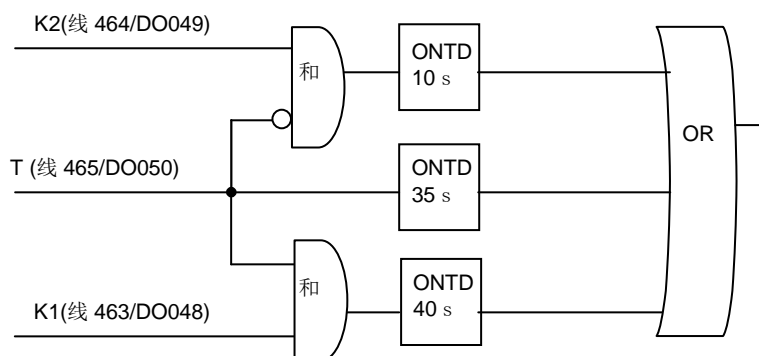 K2(线 464/DO049)
和
ONTD
10 s
OR
T (线 465/DO050)
ONTD
35 s
和
ONTD
40 s
K1(线 463/DO048)